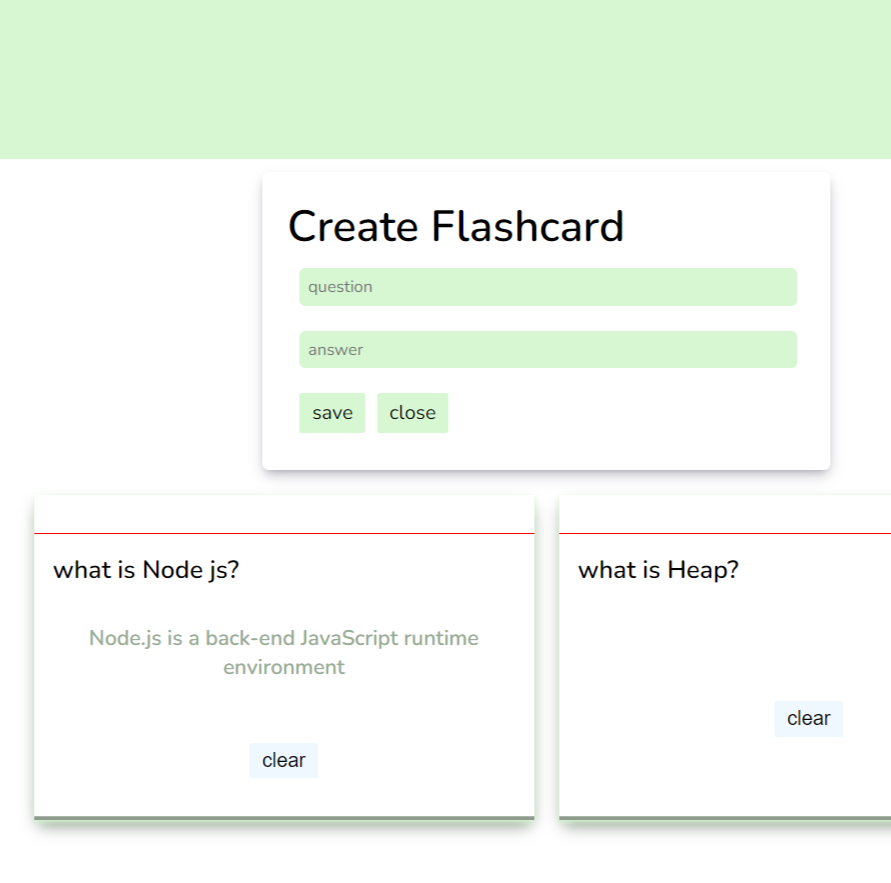 Create Flashcard
question
answer
save close
what is Node js?
Node.js is a back-end JavaScript runtime
environment
clear
what is Heap?
clear